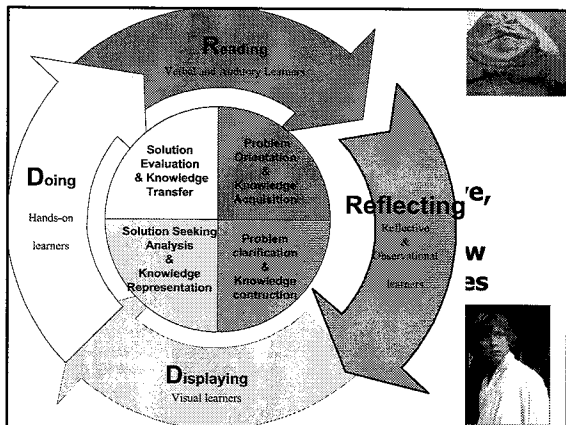 Reading
Verbal and Auditory Learners
Solution
Evaluation
& Knowledge
Transfer
Problem
Orientation
&
Knowledge
Acquisition
Doing
Hands-on
learners
Reflecting
Reflective
&
Observational
learners
Solution Seeking
Analysis
&
Knowledge
Representation
Problem
clarification
&
Knowledge
contruction
Displaying
Visual learners
e,
w
es